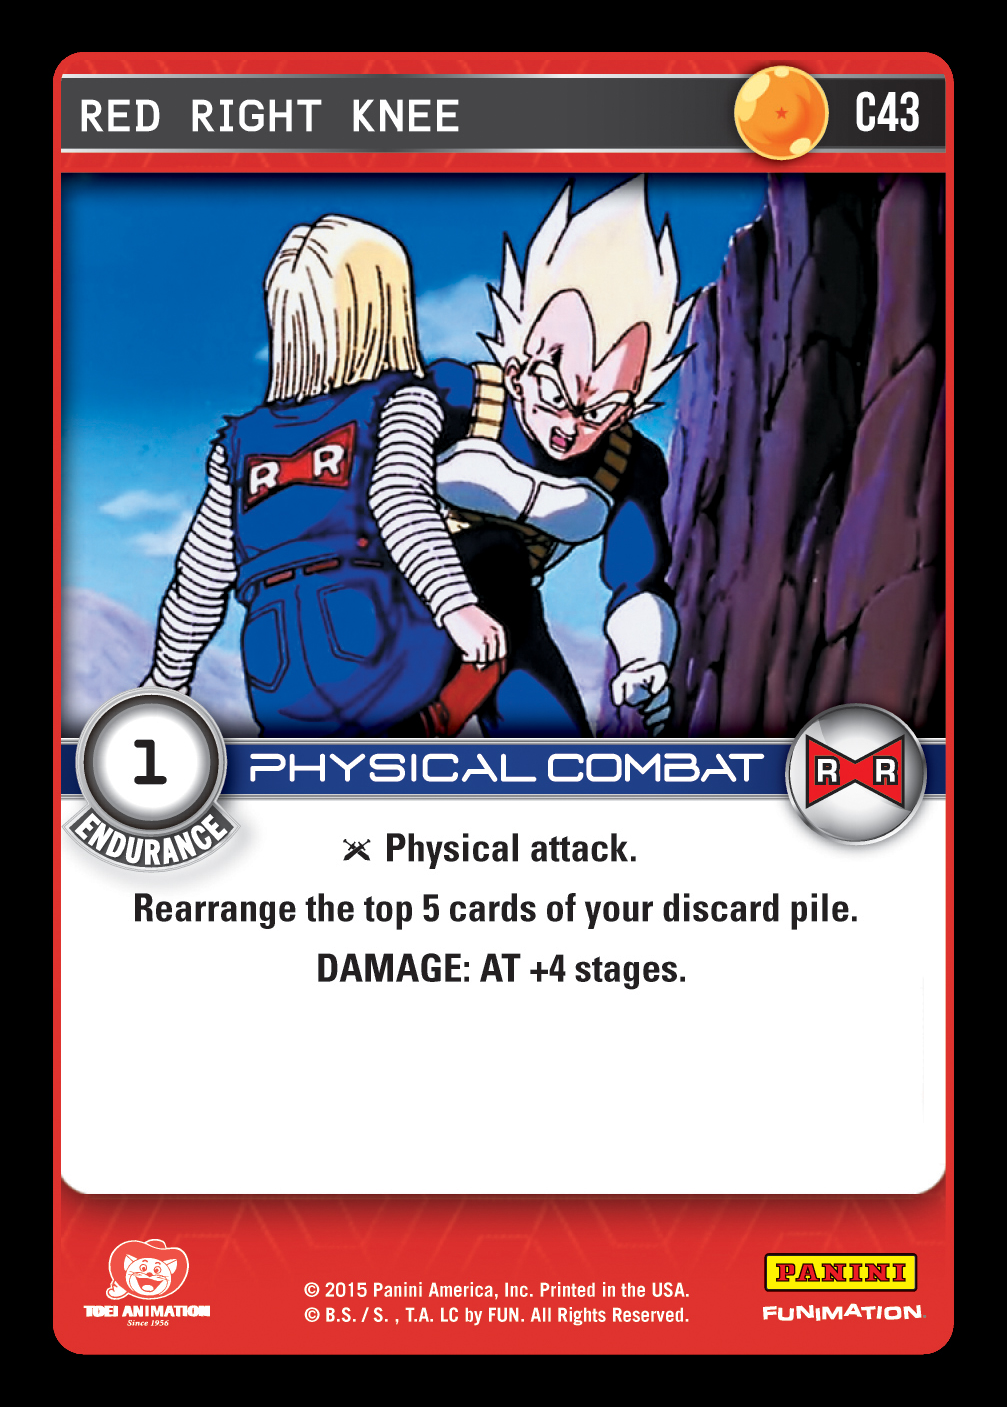 RED RIGHT KNEE
C43
R R
1
PHYSICAL COMBAT
R R
ENDURANCE
Physical attack.
Rearrange the top 5 cards of your discard pile.
DAMAGE: AT +4 stages.
TOEI ANIMATION
Since 1956
© 2015 Panini America, Inc. Printed in the USA.
© B.S. / S. , T.A. LC by FUN. All Rights Reserved.
PANINI
FUNIMATION